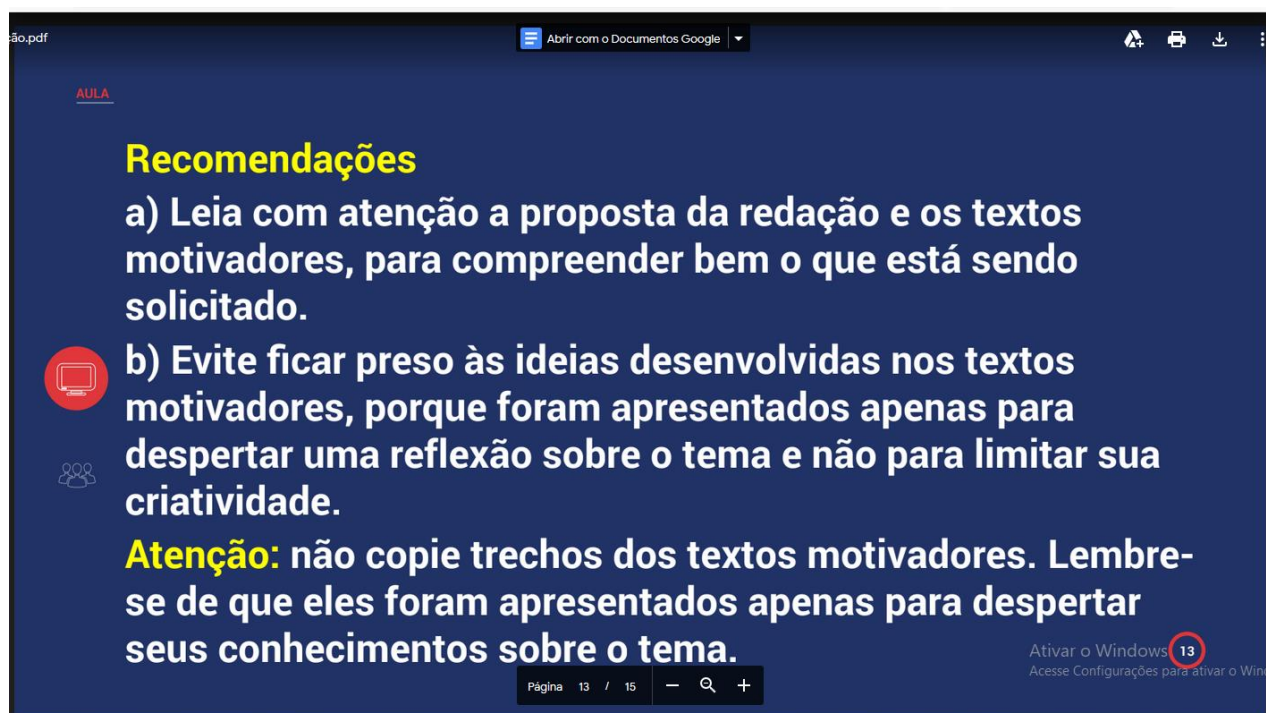 ção.pdf
Abrir com o Documentos Google
AULA
Recomendações
a) Leia com atenção a proposta da redação e os textos
motivadores, para compreender bem o que está sendo
solicitado.
b) Evite ficar preso às ideias desenvolvidas nos textos
motivadores, porque foram apresentados apenas para
despertar uma reflexão sobre o tema e não para limitar sua
criatividade.
Atenção: não copie trechos dos textos motivadores. Lembre-
se de que eles foram apresentados apenas para despertar
seus conhecimentos sobre o tema.
Ativar o Windows
13
Acesse Configurações para ativar o Win
Página 13 / 15